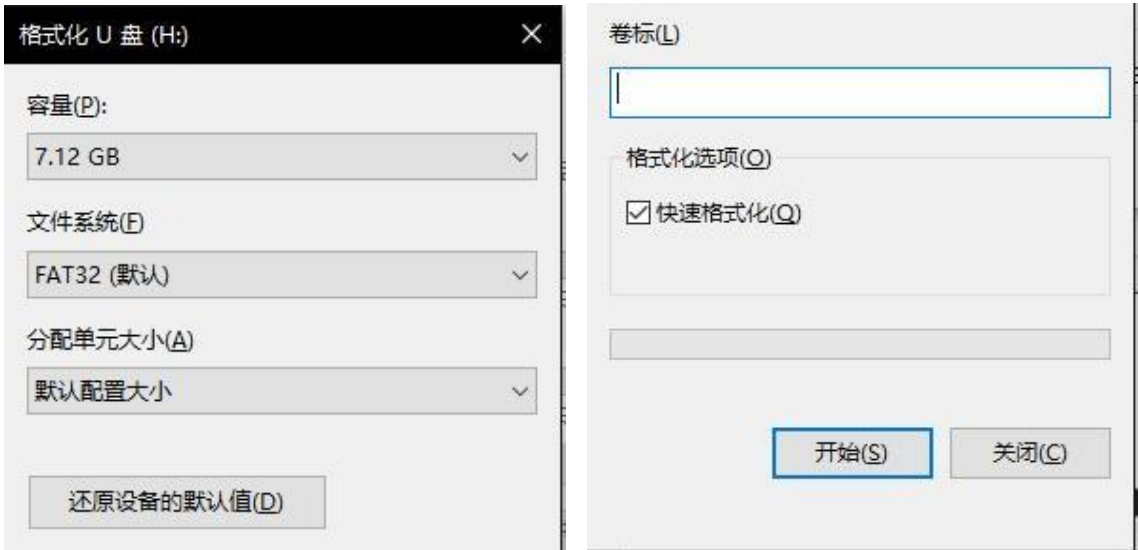 格式化 U 盘 (H:)
容量(P):
7.12 GB
文件系统(F)
FAT32 (默认)
分配单元大小(A)
默认配置大小
还原设备的默认值(D)
卷标(L)
格式化选项(O)
快速格式化(Q)
开始(S)
关闭(C)